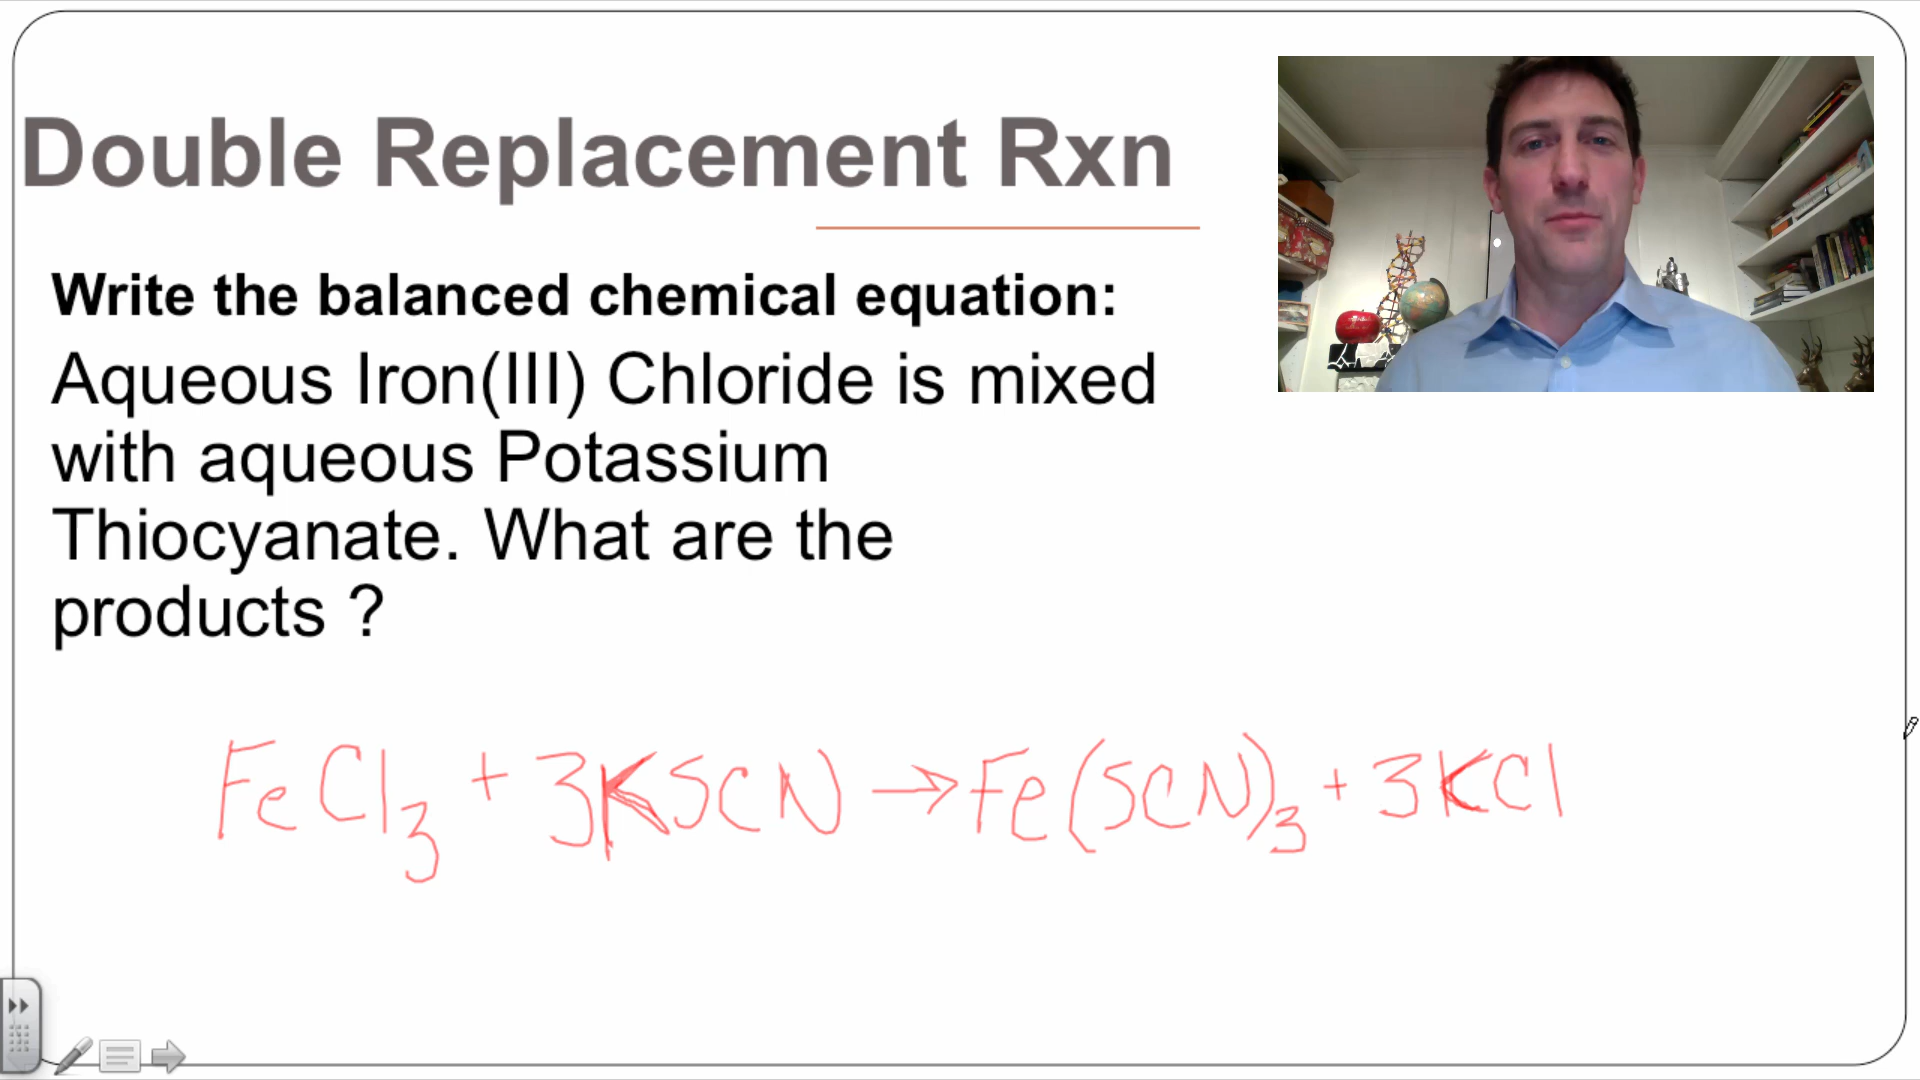 Double Replacement Rxn
Write the balanced chemical equation:
Aqueous Iron(III) Chloride is mixed
with aqueous Potassium
Thiocyanate. What are the
products ?
FeCl₃ + 3KSCN → Fe(SCN)₃ + 3KCl